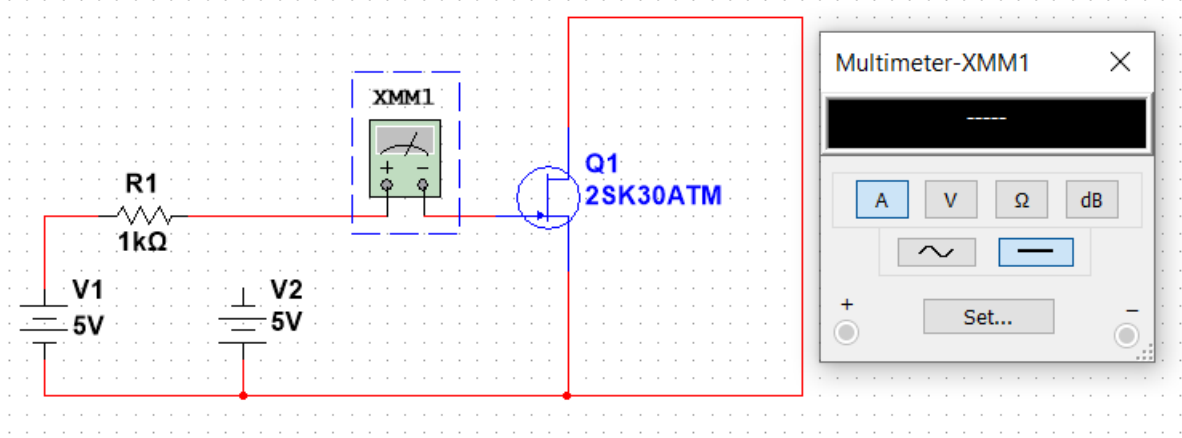 XMM1
+ −
R1
1kΩ
V1
5V
V2
5V
Q1
2SK30ATM
Multimeter-XMM1
-----
A V Ω dB
+ −
Set...